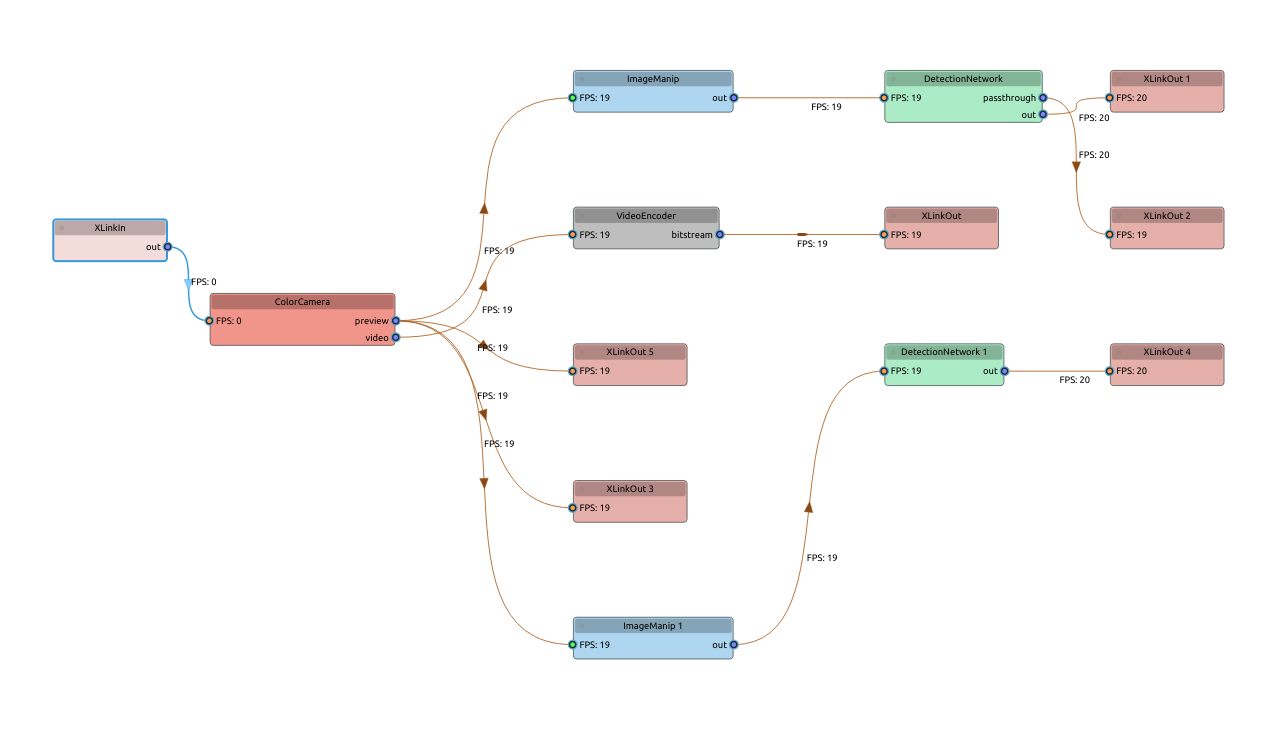 ImageManip
FPS: 19
out
FPS: 19
DetectionNetwork
FPS: 19
passthrough
out
XLinkOut 1
FPS: 20
FPS: 20
FPS: 20
XLinkIn
out
FPS: 0
VideoEncoder
FPS: 19
bitstream
FPS: 19
XLinkOut
FPS: 19
XLinkOut 2
FPS: 19
FPS: 19
ColorCamera
FPS: 0
preview
video
FPS: 19
FPS: 19
FPS: 19
FPS: 19
XLinkOut 5
FPS: 19
DetectionNetwork 1
FPS: 19
out
FPS: 20
XLinkOut 4
FPS: 20
XLinkOut 3
FPS: 19
FPS: 19
ImageManip 1
FPS: 19
out